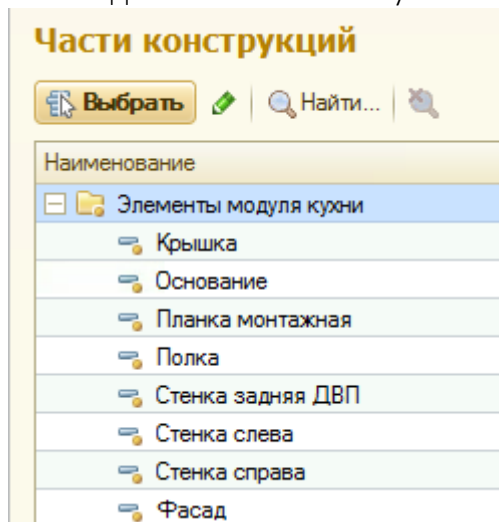 Части конструкций
Выбрать Найти...
Наименование
Элементы модуля кухни
Крышка
Основание
Планка монтажная
Полка
Стенка задняя ДВП
Стенка слева
Стенка справа
Фасад